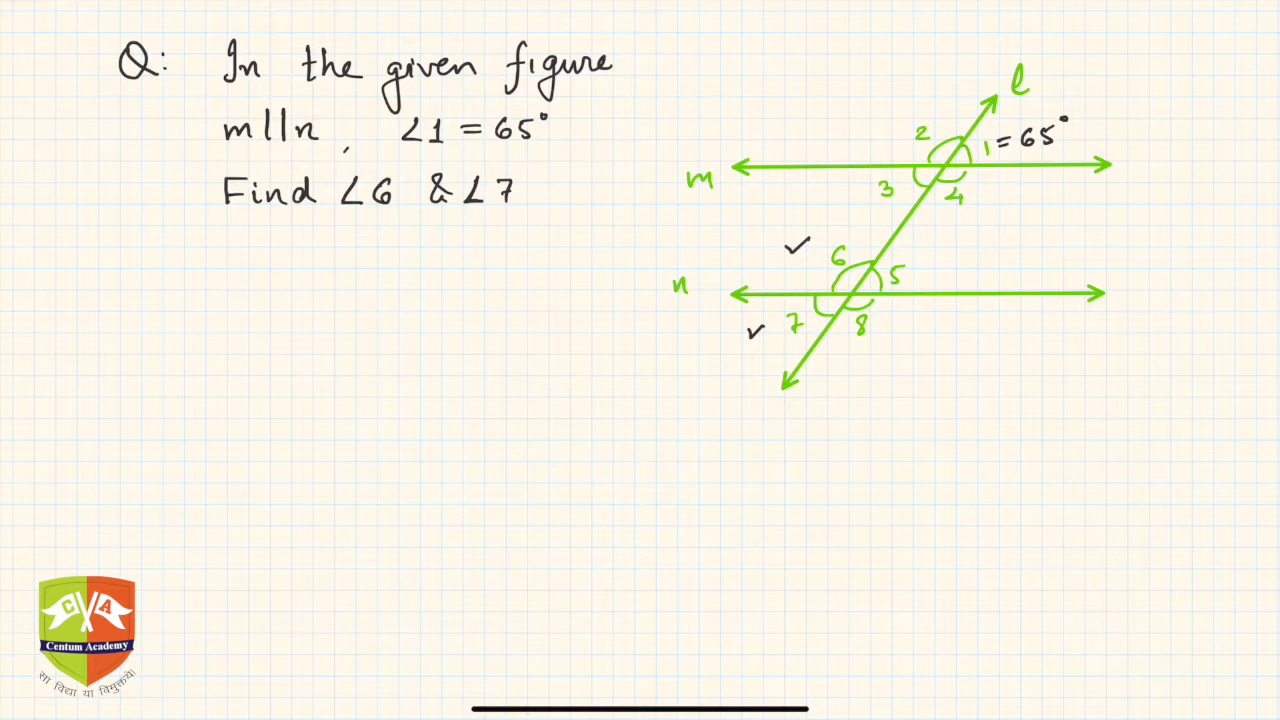 Q: In the given figure
m||n, ∠1 = 65°
Find ∠6 & ∠7
l
2 1 = 65°
m
3 4
6 5
n
7 8
C A
Centum Academy
सा विद्या या विमुक्तये।